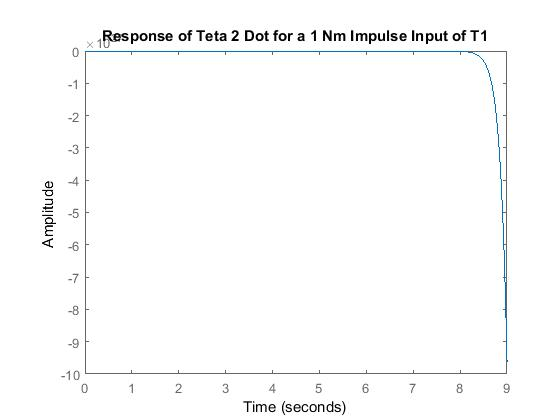 Response of Teta 2 Dot for a 1 Nm Impulse Input of T1
0
-1
-2
-3
-4
-5
-6
-7
-8
-9
-10
Amplitude
0 1 2 3 4 5 6 7 8 9
Time (seconds)